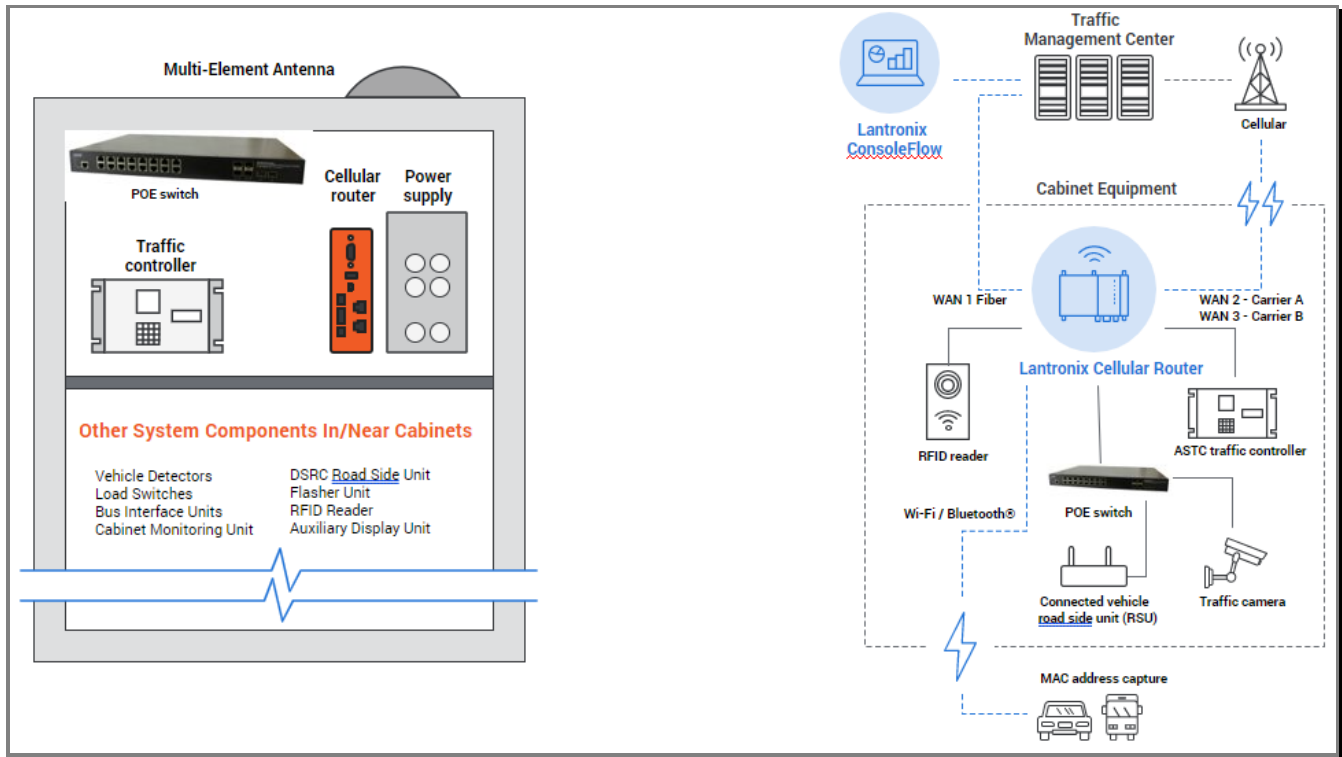 Multi-Element Antenna
POE switch
Cellular
router
Power
supply
Traffic
controller
Other System Components In/Near Cabinets
Vehicle Detectors
Load Switches
Bus Interface Units
Cabinet Monitoring Unit
DSRC Road Side Unit
Flasher Unit
RFID Reader
Auxiliary Display Unit
Lantronix
ConsoleFlow
Traffic
Management Center
Cellular
Cabinet Equipment
WAN 1 Fiber
WAN 2 - Carrier A
WAN 3 - Carrier B
Lantronix Cellular Router
RFID reader
ASTC traffic controller
POE switch
Wi-Fi / Bluetooth®
Connected vehicle
road side unit (RSU)
Traffic camera
MAC address capture